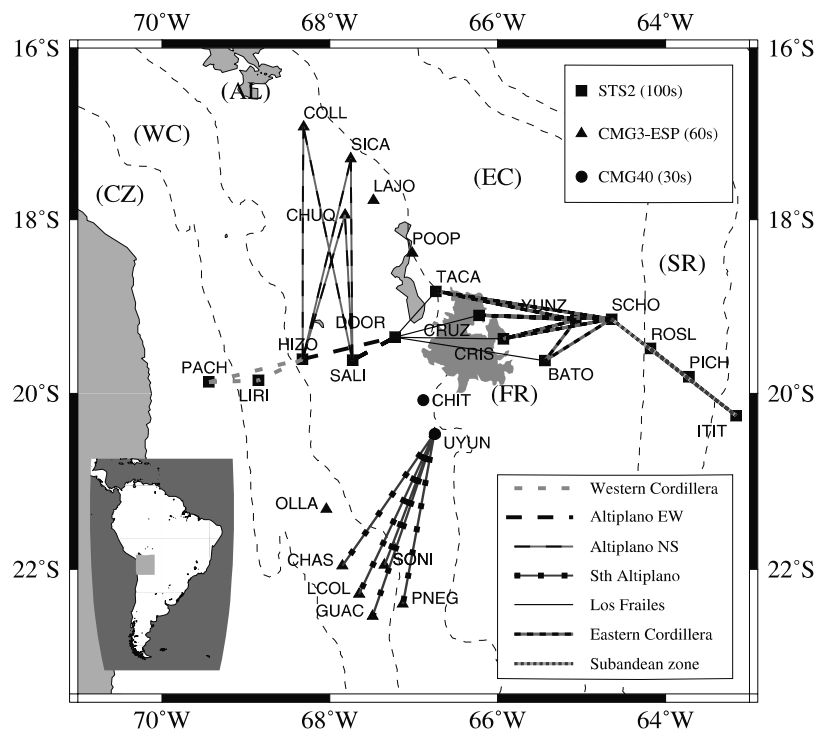 70°W 68°W 66°W 64°W
16°S 16°S
(AL)
STS2 (100s)
COLL
(WC)
CMG3-ESP (60s)
SICA
(EC)
CMG40 (30s)
LAJO
(CZ)
18°S CHUQ 18°S
POOP
(SR)
TACA
YUNZ SCHO
DOOR CRUZ
ROSL
HIZO
CRIS
PACH PICH
SALI BATO
LIRI
20°S (FR) 20°S
CHIT
ITIT
UYUN
Western Cordillera
OLLA
Altiplano EW
Altiplano NS
22°S CHAS SONI 22°S
Sth Altiplano
LCOL
PNEG
GUAC
Los Frailes
Eastern Cordillera
Subandean zone
70°W 68°W 66°W 64°W